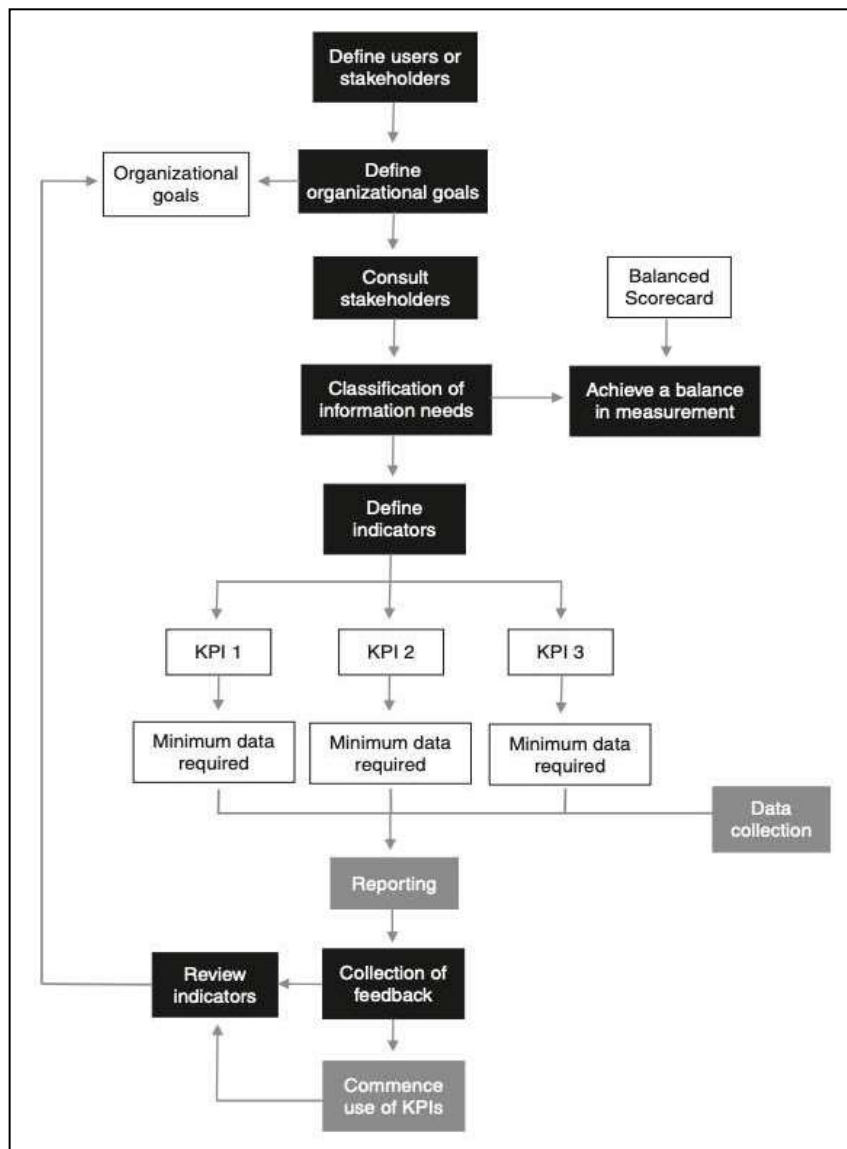 Define users or
stakeholders
Organizational
goals
Define
organizational goals
Consult
stakeholders
Balanced
Scorecard
Classification of
information needs
Achieve a balance
in measurement
Define
indicators
KPI 1
KPI 2
KPI 3
Minimum data
required
Minimum data
required
Minimum data
required
Data
collection
Reporting
Review
indicators
Collection of
feedback
Commence
use of KPIs